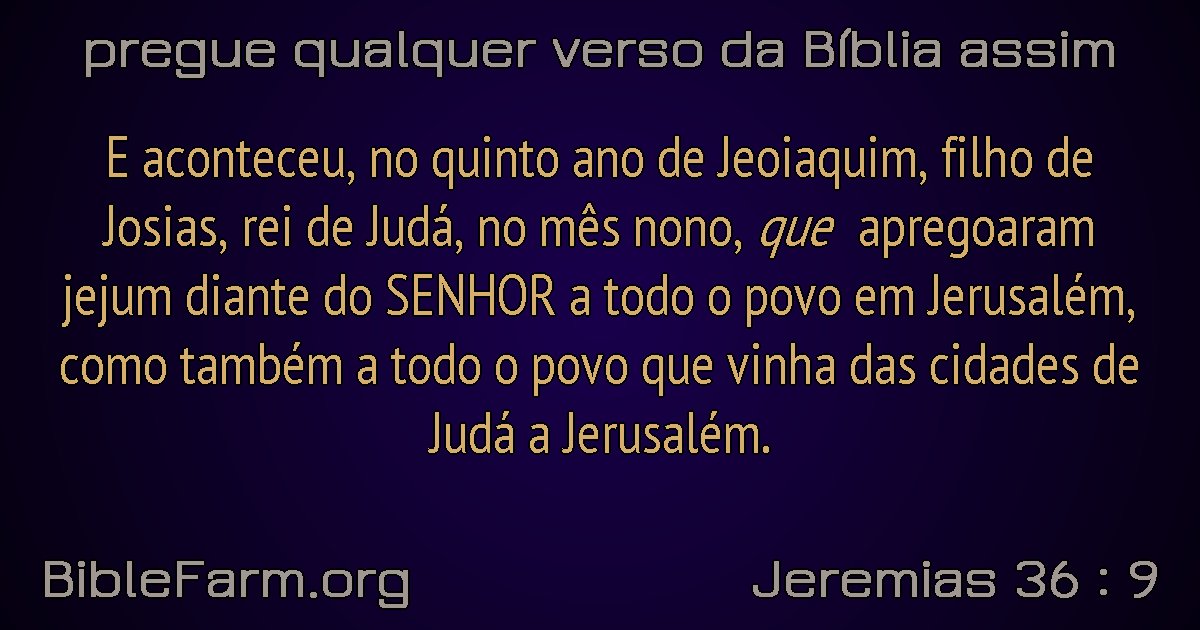 pregue qualquer verso da Bíblia assim
E aconteceu, no quinto ano de Jeoiaquim, filho de
Josias, rei de Judá, no mês nono, que apregoaram
jejum diante do SENHOR a todo o povo em Jerusalém,
como também a todo o povo que vinha das cidades de
Judá a Jerusalém.
BibleFarm.org
Jeremias 36 : 9